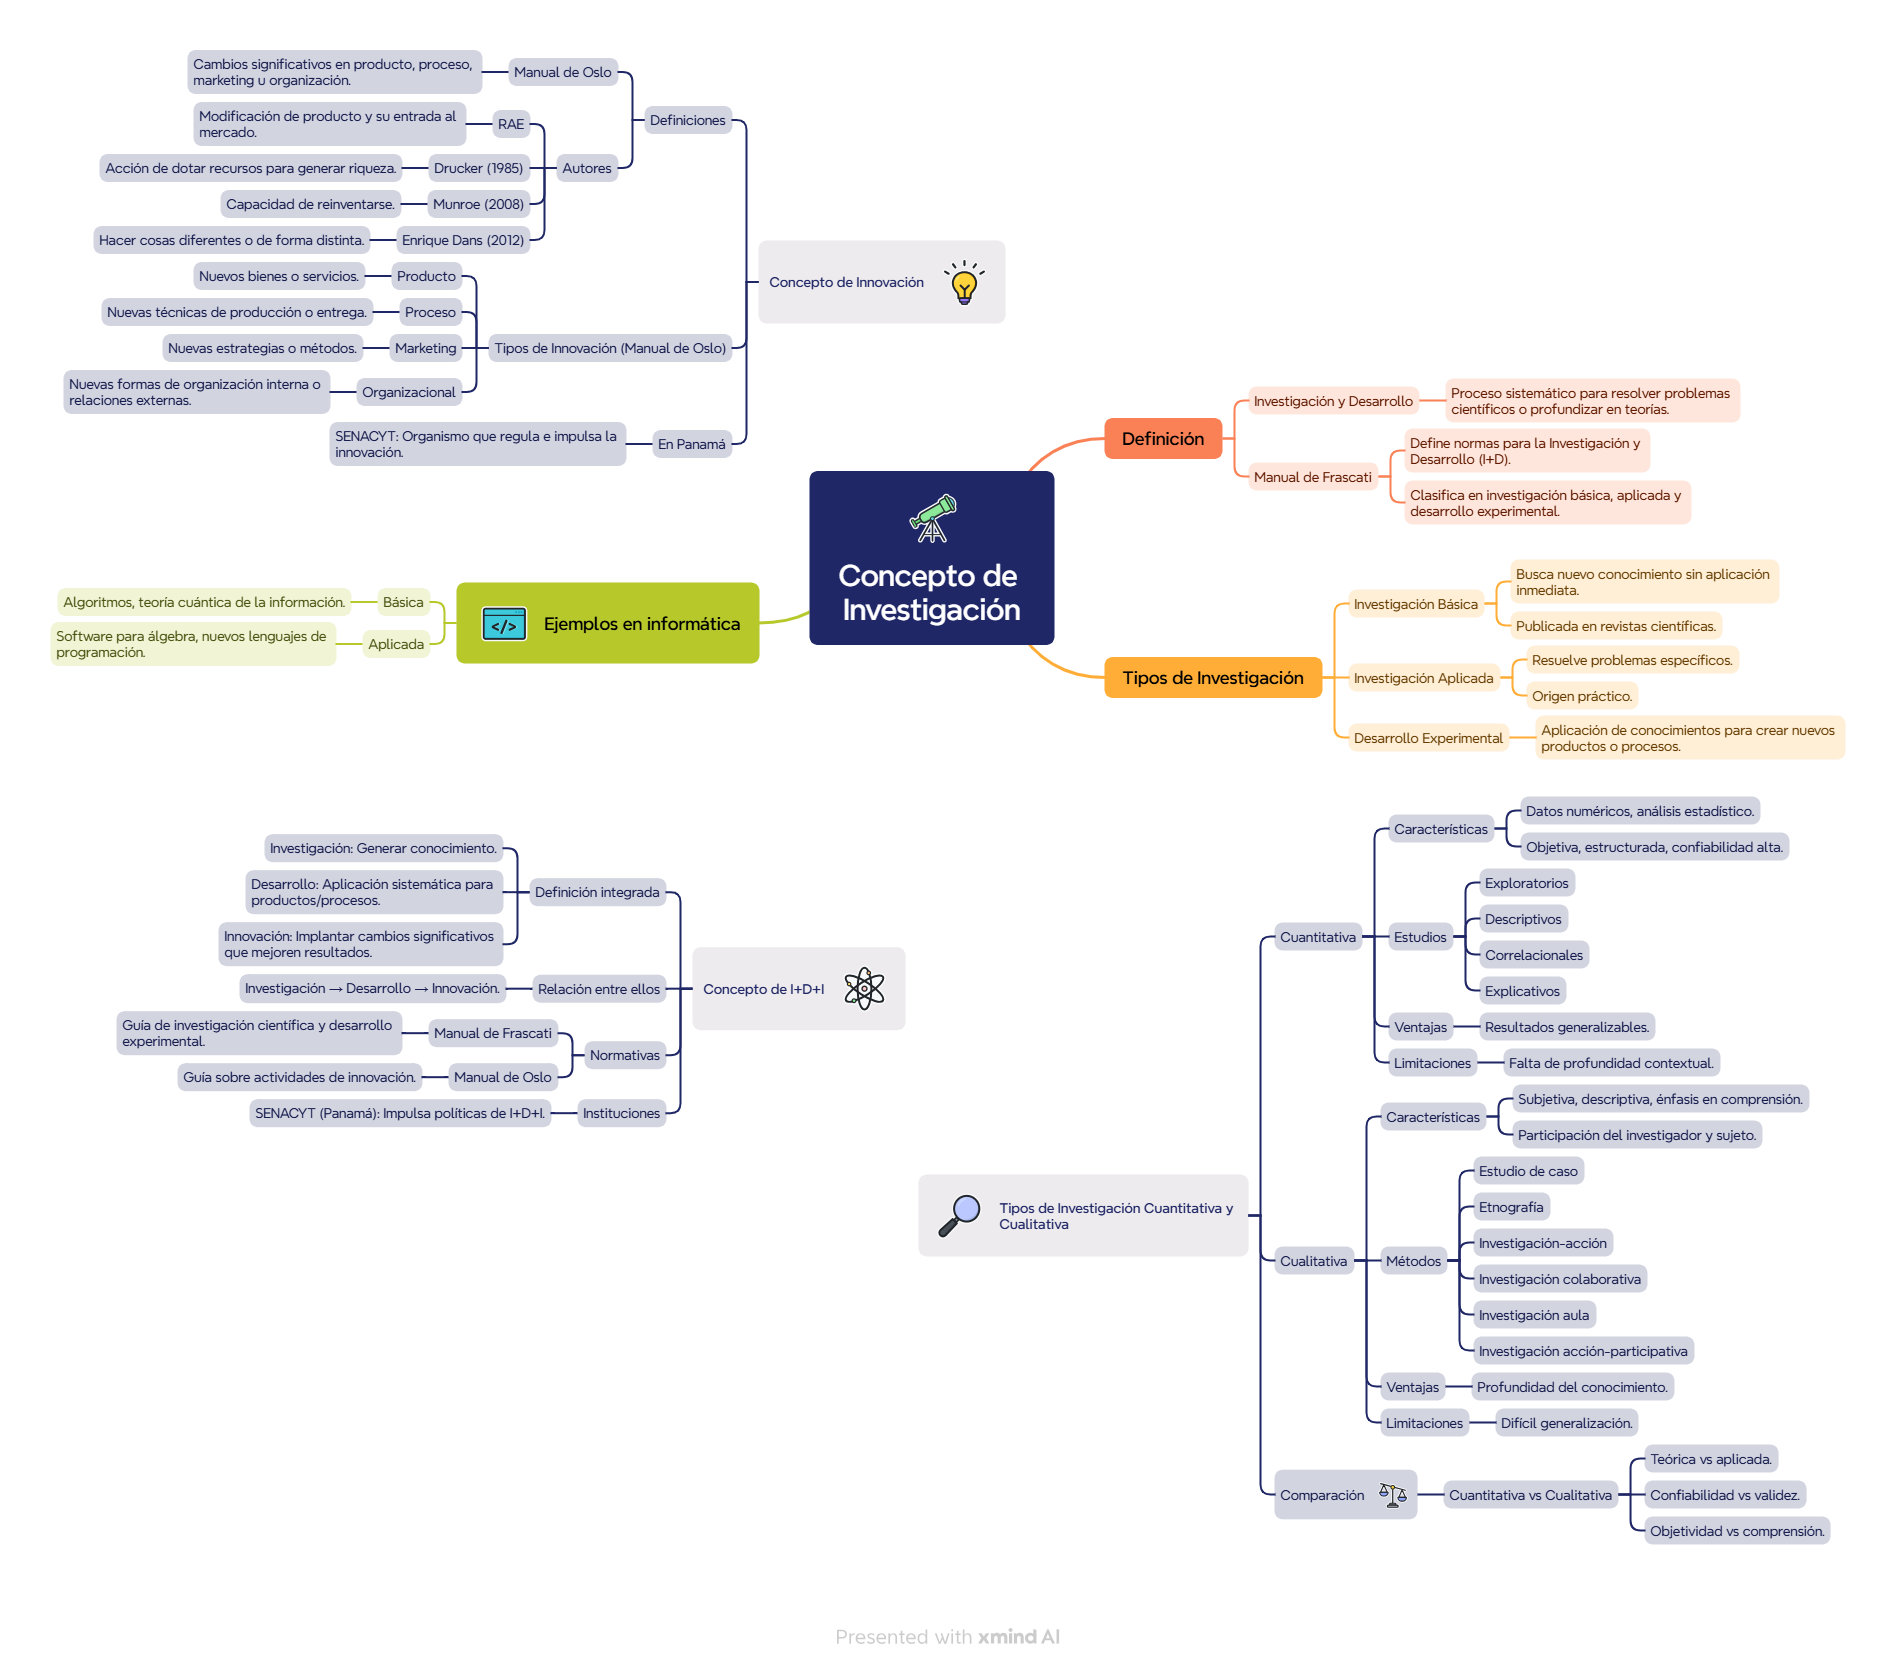 Cambios significativos en producto, proceso,
marketing u organización.
Manual de Oslo
Modificación de producto y su entrada al
mercado.
RAE
Definiciones
Acción de dotar recursos para generar riqueza.
Drucker (1985)
Autores
Capacidad de reinventarse.
Munroe (2008)
Hacer cosas diferentes o de forma distinta.
Enrique Dans (2012)
Nuevos bienes o servicios.
Producto
Nuevas técnicas de producción o entrega.
Proceso
Nuevas estrategias o métodos.
Marketing
Tipos de Innovación (Manual de Oslo)
Nuevas formas de organización interna o
relaciones externas.
Organizacional
SENACYT: Organismo que regula e impulsa la
innovación.
En Panamá
Concepto de Innovación
Concepto de
Investigación
Definición
Investigación y Desarrollo
Proceso sistemático para resolver problemas
científicos o profundizar en teorías.
Manual de Frascati
Define normas para la Investigación y
Desarrollo (I+D).
Clasifica en investigación básica, aplicada y
desarrollo experimental.
Tipos de Investigación
Investigación Básica
Busca nuevo conocimiento sin aplicación
inmediata.
Publicada en revistas científicas.
Investigación Aplicada
Resuelve problemas específicos.
Origen práctico.
Desarrollo Experimental
Aplicación de conocimientos para crear nuevos
productos o procesos.
Algoritmos, teoría cuántica de la información.
Básica
Software para álgebra, nuevos lenguajes de
programación.
Aplicada
Ejemplos en informática
Investigación: Generar conocimiento.
Desarrollo: Aplicación sistemática para
productos/procesos.
Innovación: Implantar cambios significativos
que mejoren resultados.
Definición integrada
Investigación → Desarrollo → Innovación.
Relación entre ellos
Guía de investigación científica y desarrollo
experimental.
Manual de Frascati
Guía sobre actividades de innovación.
Manual de Oslo
Normativas
SENACYT (Panamá): Impulsa políticas de I+D+I.
Instituciones
Concepto de I+D+I
Tipos de Investigación Cuantitativa y
Cualitativa
Cuantitativa
Características
Datos numéricos, análisis estadístico.
Objetiva, estructurada, confiabilidad alta.
Estudios
Exploratorios
Descriptivos
Correlacionales
Explicativos
Ventajas
Resultados generalizables.
Limitaciones
Falta de profundidad contextual.
Cualitativa
Características
Subjetiva, descriptiva, énfasis en comprensión.
Participación del investigador y sujeto.
Métodos
Estudio de caso
Etnografía
Investigación-acción
Investigación colaborativa
Investigación aula
Investigación acción-participativa
Ventajas
Profundidad del conocimiento.
Limitaciones
Difícil generalización.
Comparación
Cuantitativa vs Cualitativa
Teórica vs aplicada.
Confiabilidad vs validez.
Objetividad vs comprensión.
Presented with xmind AI